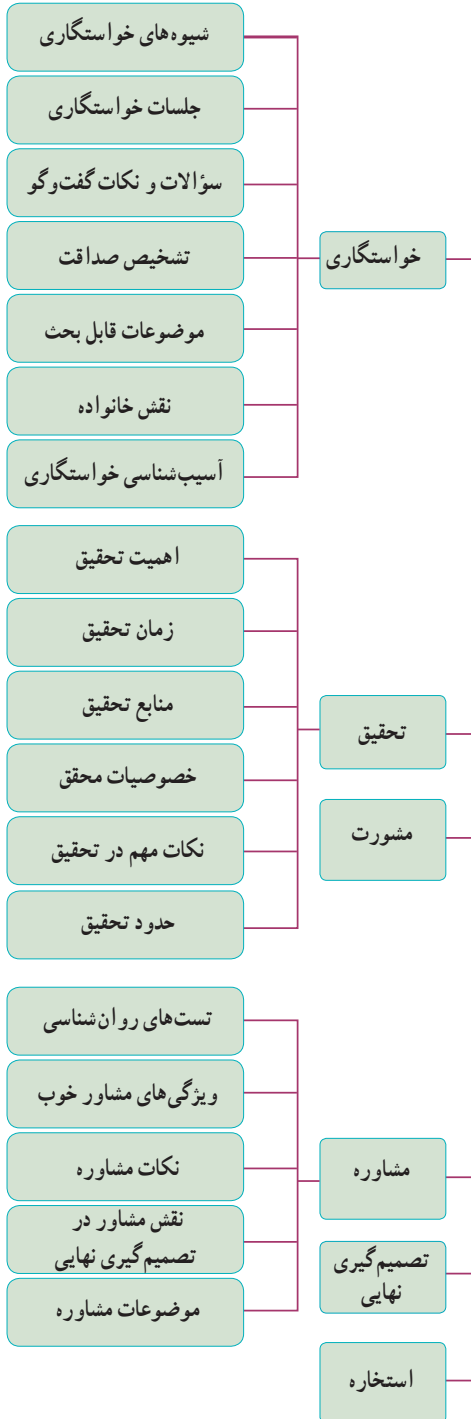 خواستگاری
شیوه‌های خواستگاری
جلسات خواستگاری
سؤالات و نکات گفت‌وگو
تشخیص صداقت
موضوعات قابل بحث
نقش خانواده
آسیب‌شناسی خواستگاری
تحقیق
اهمیت تحقیق
زمان تحقیق
منابع تحقیق
خصوصیات محقق
نکات مهم در تحقیق
حدود تحقیق
مشورت
مشاوره
تست‌های روان‌شناسی
ویژگی‌های مشاور خوب
نکات مشاوره
نقش مشاور در
تصمیم‌گیری نهایی
موضوعات مشاوره
تصمیم‌گیری
نهایی
استخاره